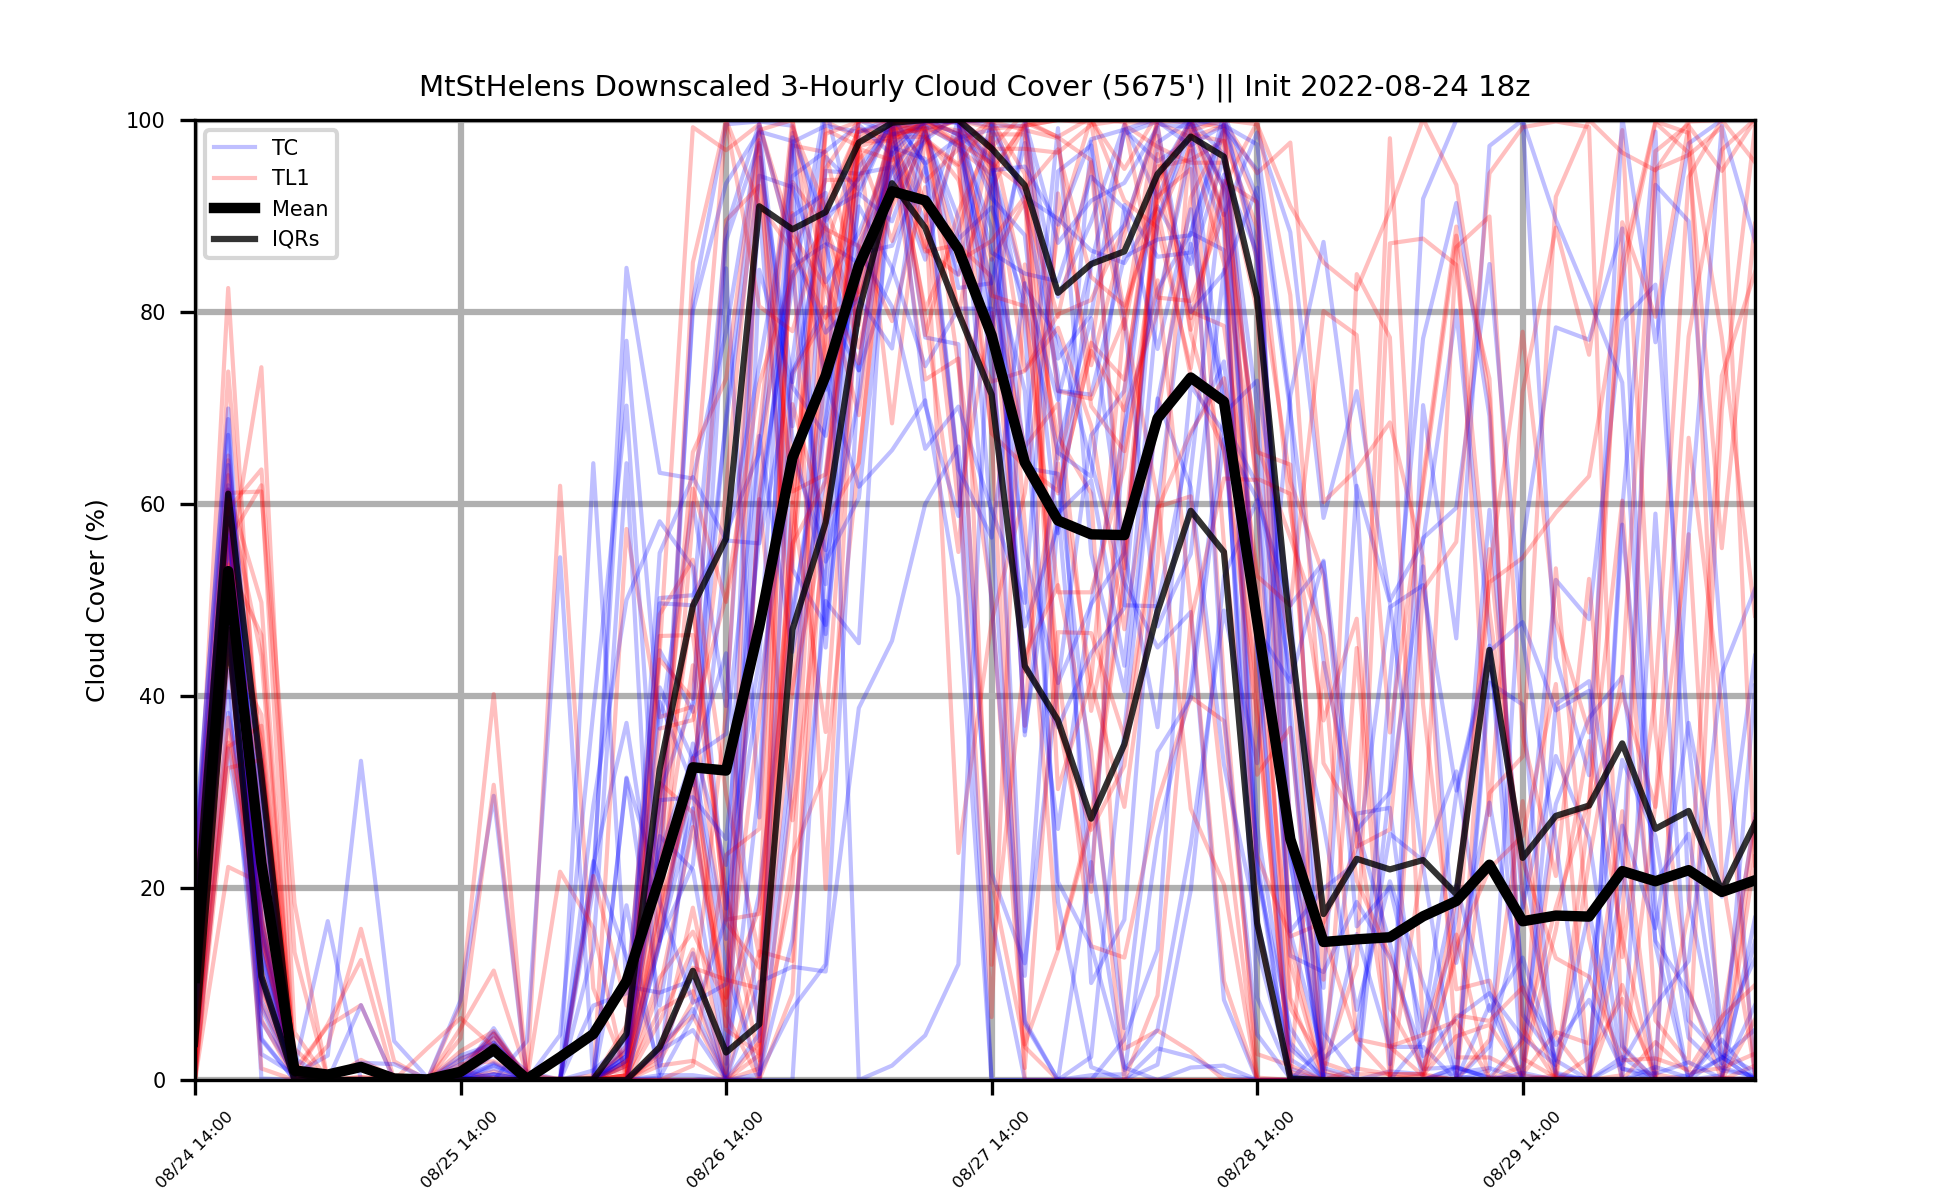 MtStHelens Downscaled 3-Hourly Cloud Cover (5675') || Init 2022-08-24 18z
100
80
60
40
20
0
Cloud Cover (%)
TC
TL1
Mean
IQRs
08/24 14:00
08/25 14:00
08/26 14:00
08/27 14:00
08/28 14:00
08/29 14:00